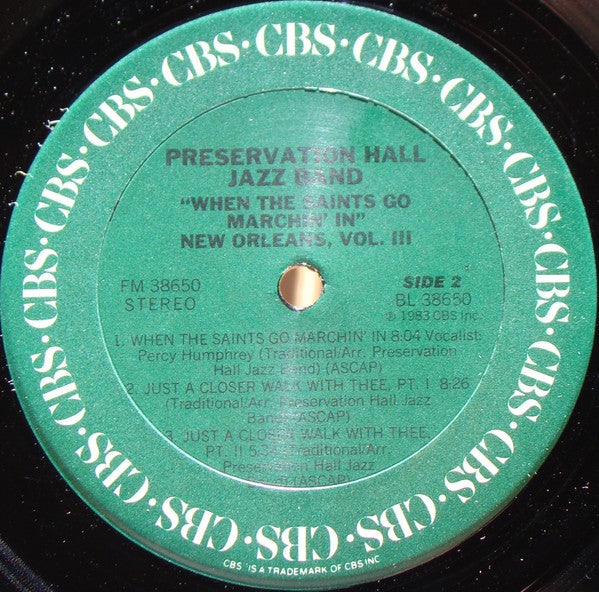 CBS · CBS · CBS · CBS · CBS · CBS · CBS · CBS · CBS · CBS · CBS · CBS · CBS · CBS · CBS · CBS · CBS
PRESERVATION HALL
JAZZ BAND
"WHEN THE SAINTS GO
MARCHIN' IN"
NEW ORLEANS, VOL. III
FM 38650
STEREO
SIDE 2
BL 38650
℗ 1983 CBS Inc.
1. WHEN THE SAINTS GO MARCHIN' IN 8:04 Vocalist:
Percy Humphrey (Traditional/Arr. Preservation
Hall Jazz Band) (ASCAP)
2. JUST A CLOSER WALK WITH THEE, PT. I 8:26
(Traditional/Arr. Preservation Hall Jazz
Band) (ASCAP)
3. JUST A CLOSER WALK WITH THEE,
PT. II 5:34 (Traditional/Arr.
Preservation Hall Jazz
Band) (ASCAP)
CBS IS A TRADEMARK OF CBS INC